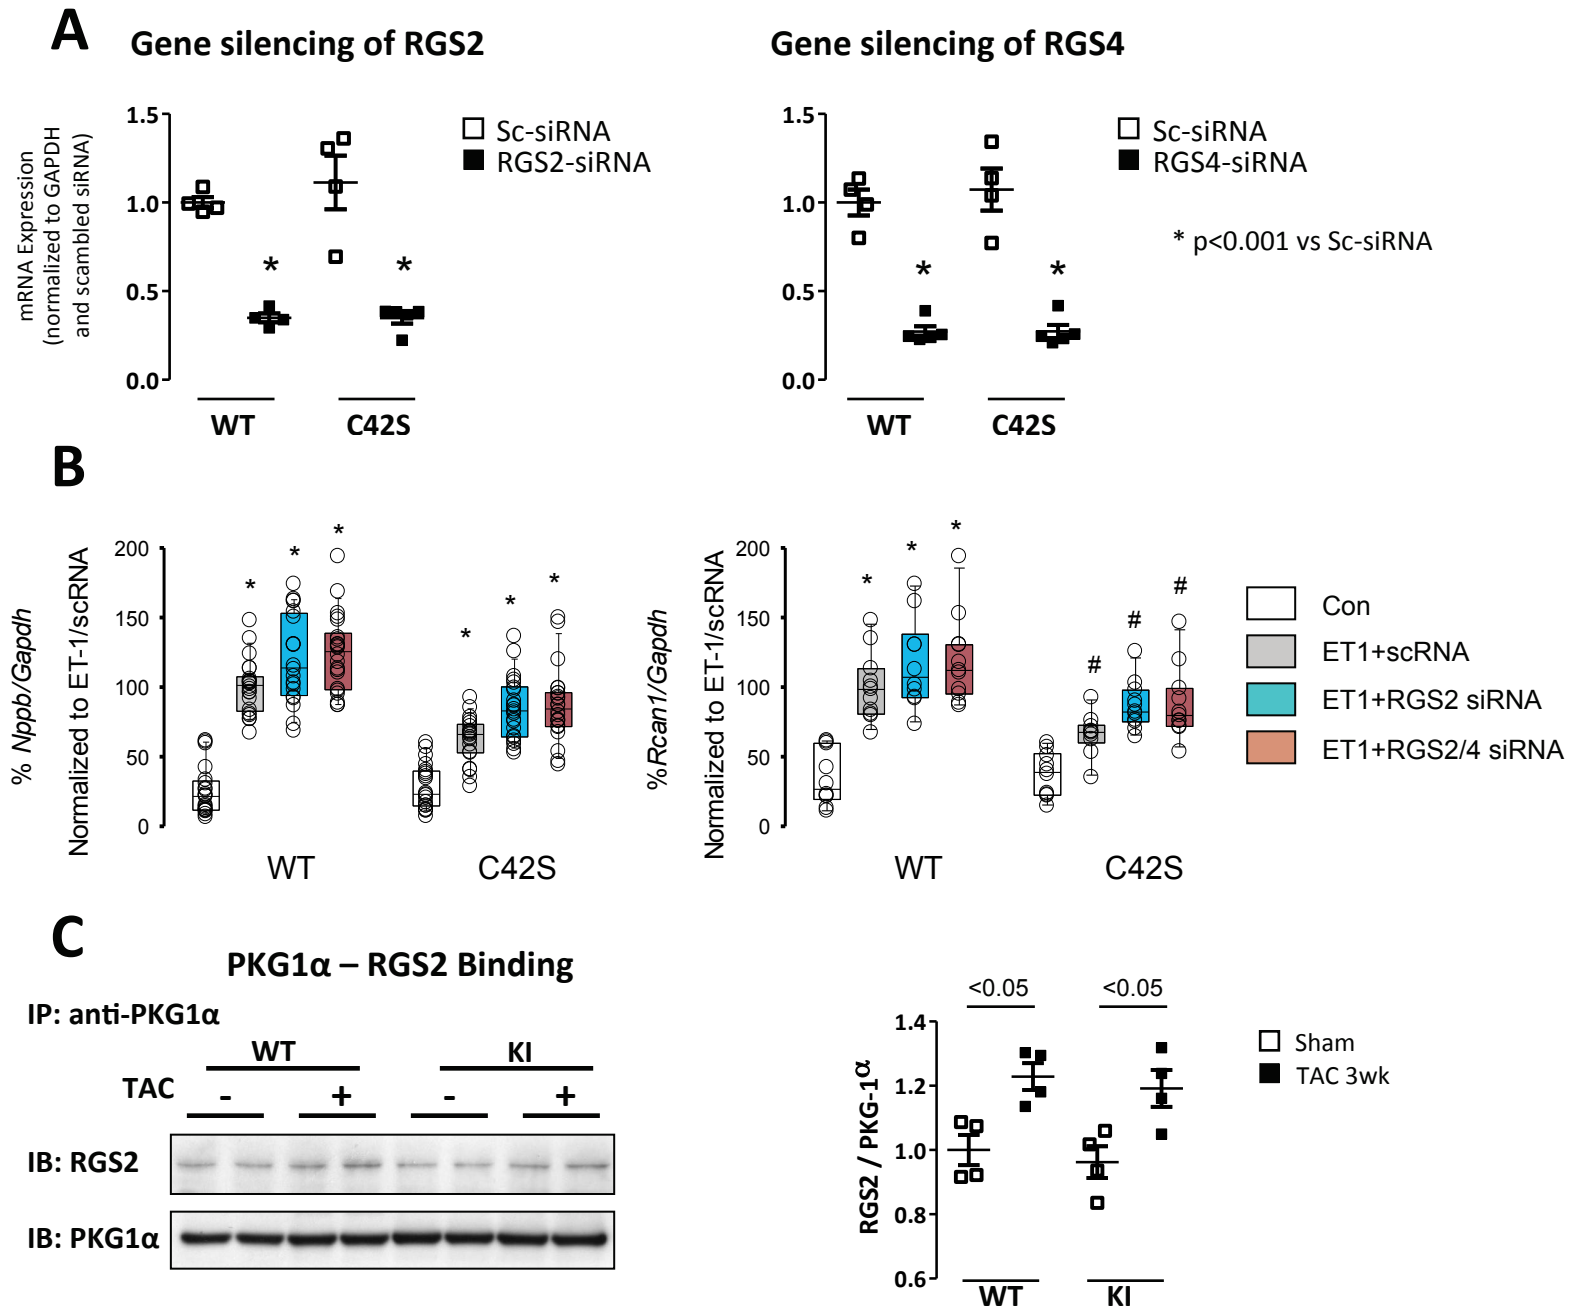 A
Gene silencing of RGS2
Gene silencing of RGS4
mRNA Expression
(normalized to GAPDH
and scambled siRNA)
1.5
1.0
0.5
0.0
*
*
WT
C42S
Sc-siRNA
RGS2-siRNA
1.5
1.0
0.5
0.0
*
*
WT
C42S
Sc-siRNA
RGS4-siRNA
* p<0.001 vs Sc-siRNA
B
% Nppb/Gapdh
Normalized to ET-1/scRNA
200
150
100
50
0
*
*
*
*
*
*
WT
C42S
%Rcan1/Gapdh
Normalized to ET-1/scRNA
200
150
100
50
0
*
*
*
#
#
#
WT
C42S
Con
ET1+scRNA
ET1+RGS2 siRNA
ET1+RGS2/4 siRNA
C
PKG1α – RGS2 Binding
IP: anti-PKG1α
WT
KI
TAC
-
+
-
+
IB: RGS2
IB: PKG1α
RGS2 / PKG-1α
1.4
1.2
1.0
0.8
0.6
<0.05
<0.05
WT
KI
Sham
TAC 3wk